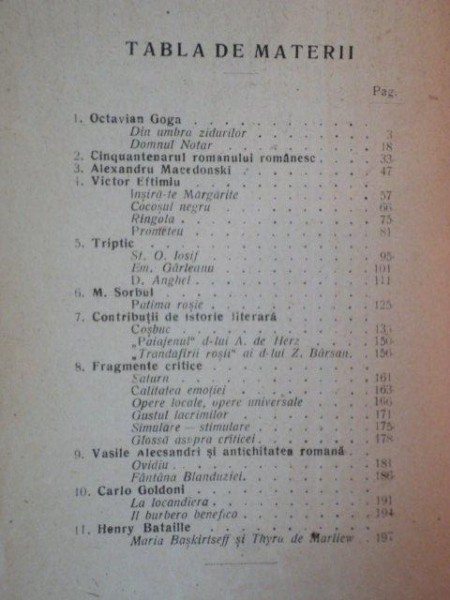 TABLA DE MATERII
Pag.
1. Octavian Goga . . . . . . . . . . .
Din umbra zidurilor . . . . . . . . 3
Domnul Notar . . . . . . . . . 18
2. Cinquantenarul romanului românesc . . . . 33
3. Alexandru Macedonski . . . . . . . . 47
4. Victor Eftimiu . . . . . . . . . . .
Inșiră-te Mărgărite . . . . . . . . 57
Cocoșul negru . . . . . . . . . 66
Ringala . . . . . . . . . . . 75
Prometeu . . . . . . . . . . 81
5. Triptic . . . . . . . . . . . . .
St. O. Iosif . . . . . . . . . . 95
Em. Gârleanu . . . . . . . . . 101
D. Anghel . . . . . . . . . . 111
6. M. Sorbul . . . . . . . . . . . .
Patima roșie . . . . . . . . . 125
7. Contribuții de istorie literară . . . . . .
Coșbuc . . . . . . . . . . .
„Paiajenul" d-lui A. de Herz . . . . . 150
„Trandafirii roșii" ai d-lui Z. Bârsan. . . 156
8. Fragmente critice . . . . . . . . .
Saturn . . . . . . . . . . . 161
Calitatea emoției . . . . . . . . 163
Opere locale, opere universale . . . . . 166
Gustul lacrimilor . . . . . . . . 171
Simulare — stimulare . . . . . . . 175
Glossă asupra criticei . . . . . . . 178
9. Vasile Alecsandri și antichitatea romană . . .
Ovidiu . . . . . . . . . . . 181
Fântâna Blanduziei . . . . . . . . 186
10. Carlo Goldoni . . . . . . . . . . .
La locandiera . . . . . . . . . 191
Il burbero benefico . . . . . . . . 194
11. Henry Bataille . . . . . . . . . .
Maria Bașkirtseff și Thyra de Marliew . . . 197